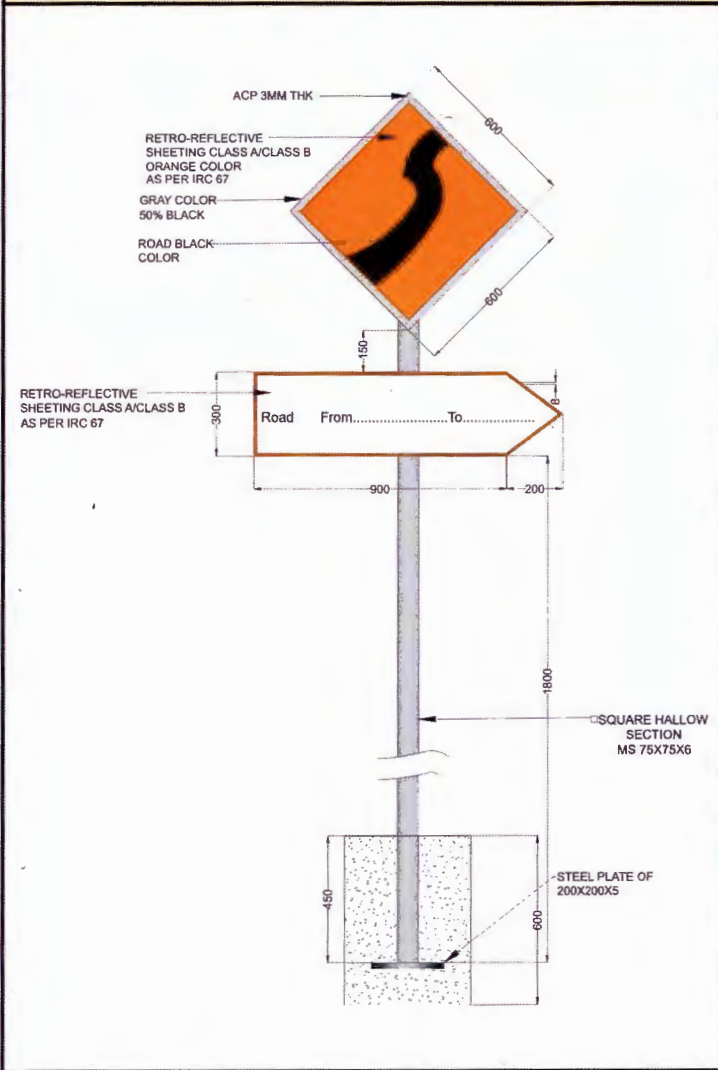 ACP 3MM THK
RETRO-REFLECTIVE
SHEETING CLASS A/CLASS B
ORANGE COLOR
AS PER IRC 67
GRAY COLOR
50% BLACK
ROAD BLACK
COLOR
600
600
150
RETRO-REFLECTIVE
SHEETING CLASS A/CLASS B
AS PER IRC 67
300
Road From..................To..................
8
900
200
1800
SQUARE HALLOW
SECTION
MS 75X75X6
STEEL PLATE OF
200X200X5
450
600